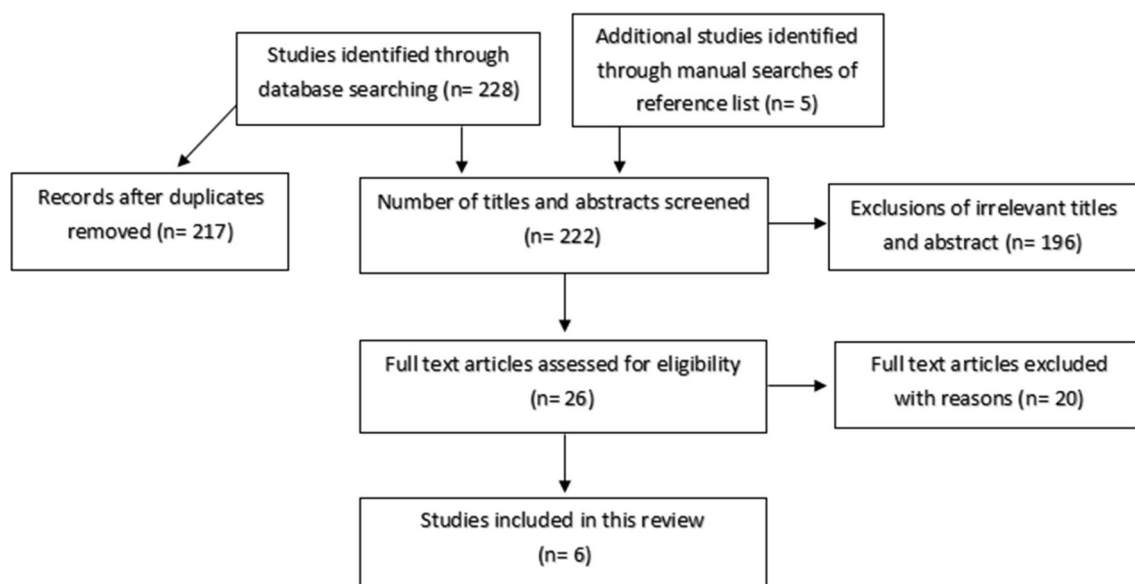 Studies identified through
database searching (n= 228)
Additional studies identified
through manual searches of
reference list (n= 5)
Records after duplicates
removed (n= 217)
Number of titles and abstracts screened
(n= 222)
Exclusions of irrelevant titles
and abstract (n= 196)
Full text articles assessed for eligibility
(n= 26)
Full text articles excluded
with reasons (n= 20)
Studies included in this review
(n= 6)